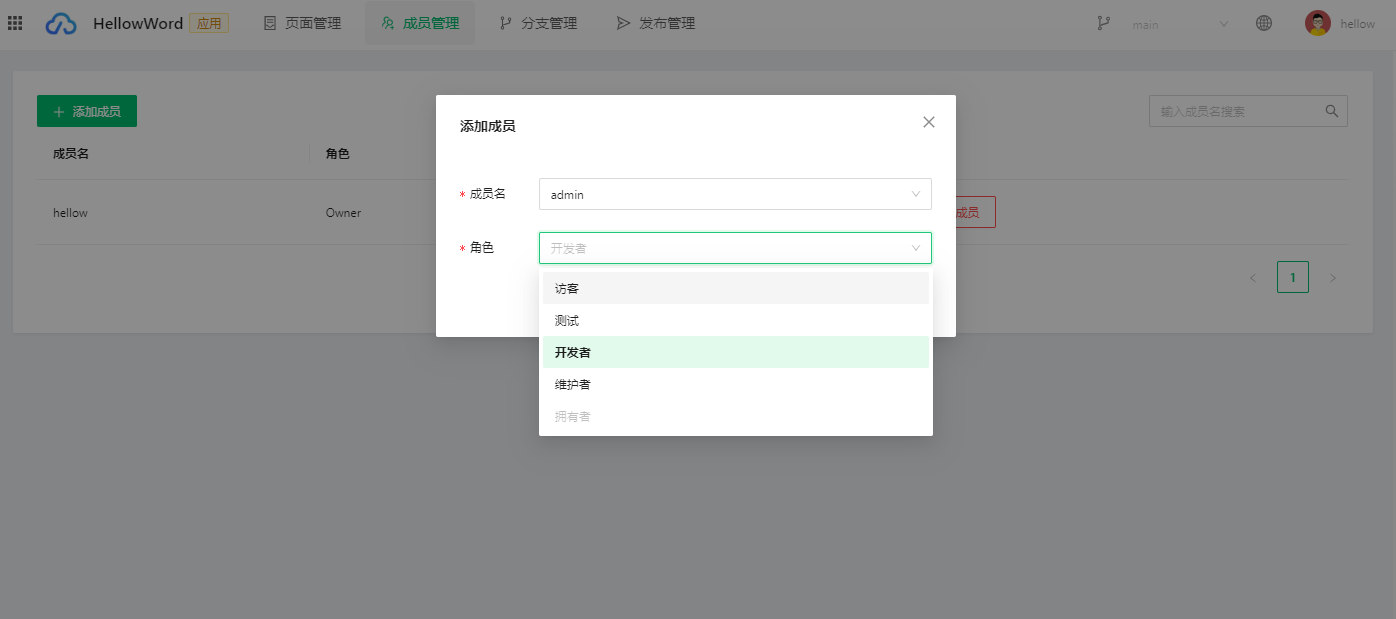 HellowWord 应用 页面管理 成员管理 分支管理 发布管理 main hellow
添加成员 输入成员名搜索
成员名 角色
hellow Owner 成员
1
添加成员
* 成员名 admin
* 角色 开发者
访客
测试
开发者
维护者
拥有者